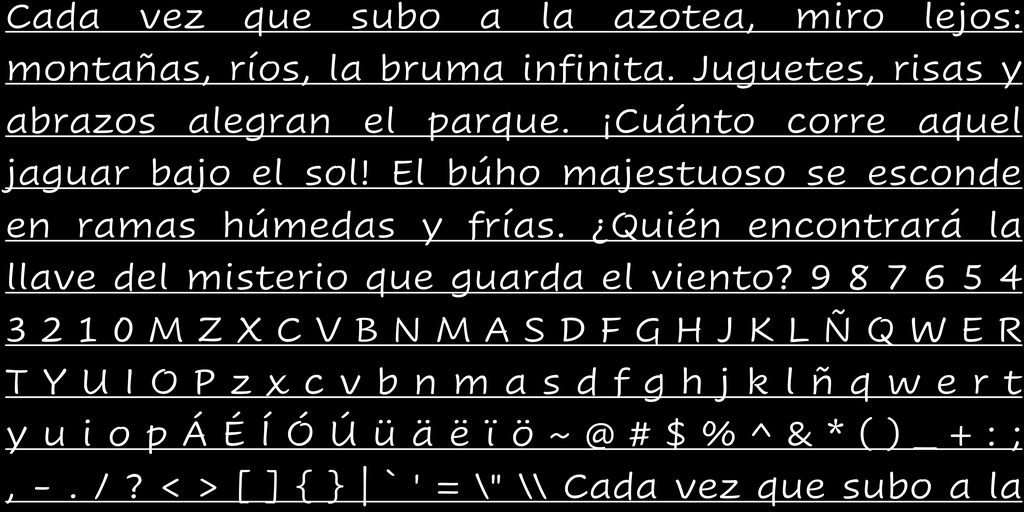 Cada vez que subo a la azotea, miro lejos:
montañas, ríos, la bruma infinita. Juguetes, risas y
abrazos alegran el parque. ¡Cuánto corre aquel
jaguar bajo el sol! El búho majestuoso se esconde
en ramas húmedas y frías. ¿Quién encontrará la
llave del misterio que guarda el viento? 9 8 7 6 5 4
3 2 1 0 M Z X C V B N M A S D F G H J K L Ñ Q W E R
T Y U I O P z x c v b n m a s d f g h j k l ñ q w e r t
y u i o p Á É Í Ó Ú ü ä ë ï ö ~ @ # $ % ^ & * ( ) _ + : ;
, - . / ? < > [ ] { } | ` ' = \" \\ Cada vez que subo a la